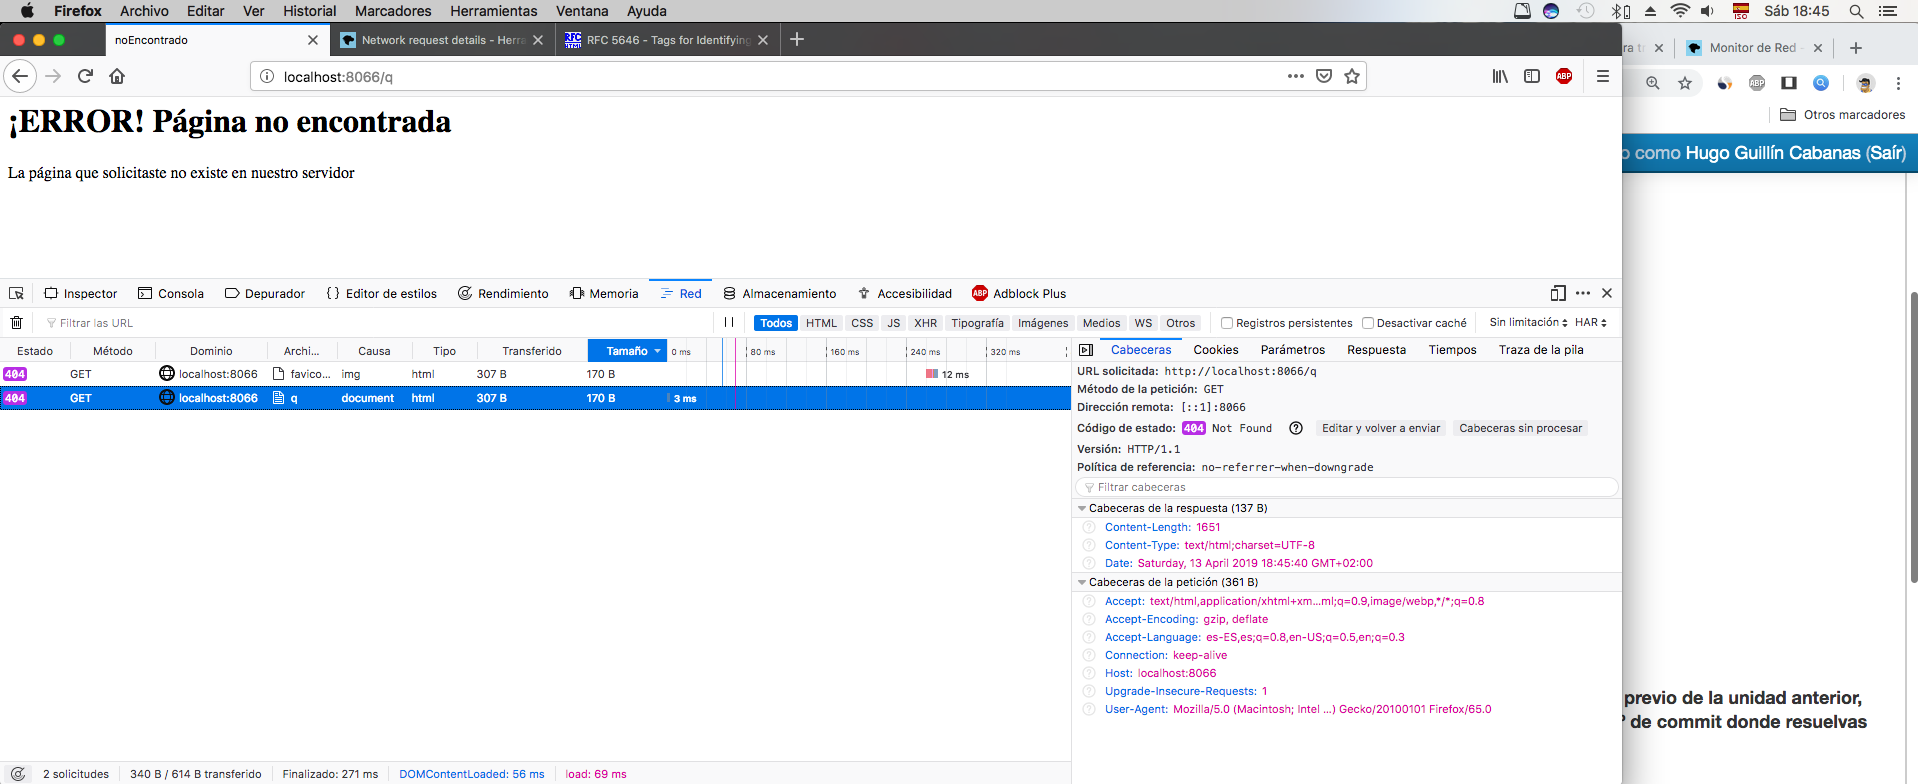 Firefox Archivo Editar Ver Historial Marcadores Herramientas Ventana Ayuda ISO Sáb 18:45
noEncontrado Network request details - Herra RFC HTML RFC 5646 - Tags for Identifying
ra tr Monitor de Red -
localhost:8066/q ABP
ABP
Otros marcadores
o como Hugo Guillín Cabanas (Saír)
¡ERROR! Página no encontrada
La página que solicitaste no existe en nuestro servidor
Inspector Consola Depurador { } Editor de estilos Rendimiento Memoria Red Almacenamiento Accesibilidad ABP Adblock Plus
Filtrar las URL Todos HTML CSS JS XHR Tipografía Imágenes Medios WS Otros Registros persistentes Desactivar caché Sin limitación HAR
Estado Método Dominio Archi... Causa Tipo Transferido Tamaño 0 ms 80 ms 160 ms 240 ms 320 ms
404 GET localhost:8066 favico... img html 307 B 170 B 12 ms
404 GET localhost:8066 q document html 307 B 170 B 3 ms
Cabeceras Cookies Parámetros Respuesta Tiempos Traza de la pila
URL solicitada: http://localhost:8066/q
Método de la petición: GET
Dirección remota: [::1]:8066
Código de estado: 404 Not Found Editar y volver a enviar Cabeceras sin procesar
Versión: HTTP/1.1
Política de referencia: no-referrer-when-downgrade
Filtrar cabeceras
Cabeceras de la respuesta (137 B)
Content-Length: 1651
Content-Type: text/html;charset=UTF-8
Date: Saturday, 13 April 2019 18:45:40 GMT+02:00
Cabeceras de la petición (361 B)
Accept: text/html,application/xhtml+xm...ml;q=0.9,image/webp,*/*;q=0.8
Accept-Encoding: gzip, deflate
Accept-Language: es-ES,es;q=0.8,en-US;q=0.5,en;q=0.3
Connection: keep-alive
Host: localhost:8066
Upgrade-Insecure-Requests: 1
User-Agent: Mozilla/5.0 (Macintosh; Intel ...) Gecko/20100101 Firefox/65.0
previo de la unidad anterior,
de commit donde resuelvas
2 solicitudes 340 B / 614 B transferido Finalizado: 271 ms DOMContentLoaded: 56 ms load: 69 ms